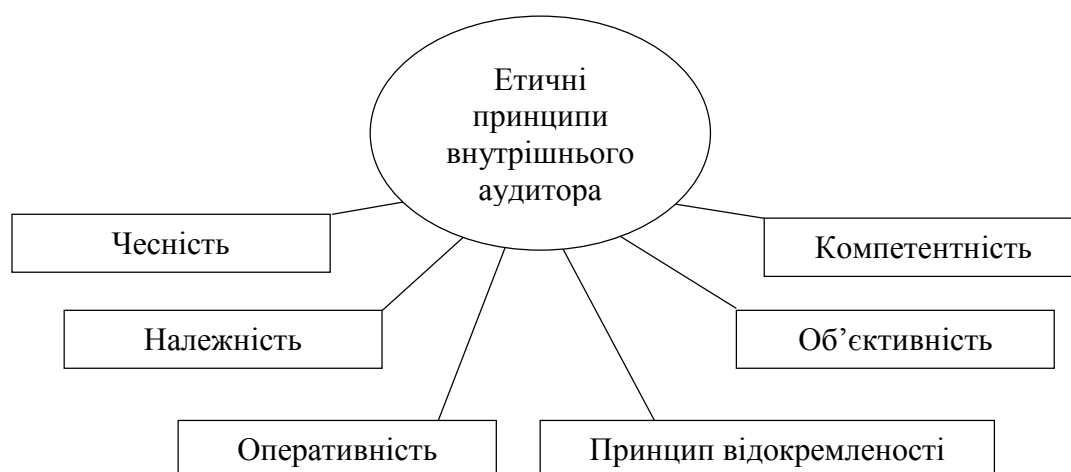 Етичні
принципи
внутрішнього
аудитора
Чесність
Компетентність
Належність
Об’єктивність
Оперативність
Принцип відокремленості